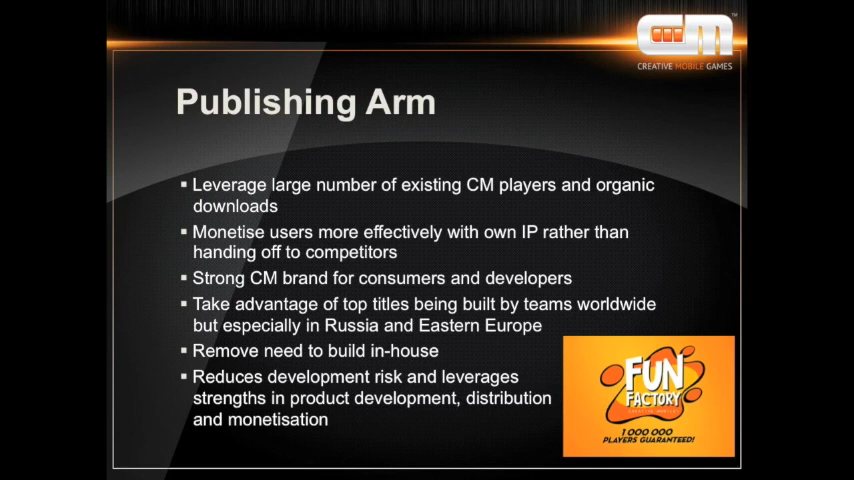 CM™
CREATIVE MOBILE GAMES
Publishing Arm
▪ Leverage large number of existing CM players and organic
downloads
▪ Monetise users more effectively with own IP rather than
handing off to competitors
▪ Strong CM brand for consumers and developers
▪ Take advantage of top titles being built by teams worldwide
but especially in Russia and Eastern Europe
▪ Remove need to build in-house
▪ Reduces development risk and leverages
strengths in product development, distribution
and monetisation
FUN
FACTORY
CREATIVE MOBILE
1 000 000
PLAYERS GUARANTEED!